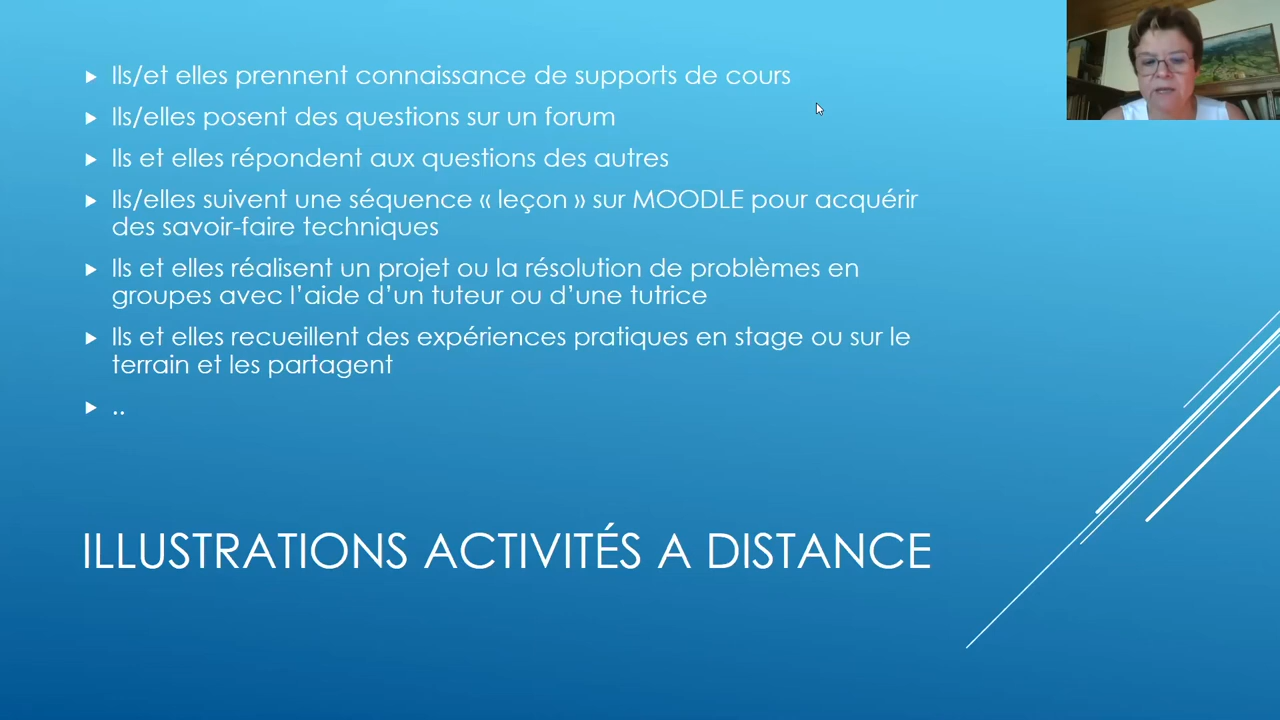 Ils/et elles prennent connaissance de supports de cours
Ils/elles posent des questions sur un forum
Ils et elles répondent aux questions des autres
Ils/elles suivent une séquence « leçon » sur MOODLE pour acquérir
des savoir-faire techniques
Ils et elles réalisent un projet ou la résolution de problèmes en
groupes avec l’aide d’un tuteur ou d’une tutrice
Ils et elles recueillent des expériences pratiques en stage ou sur le
terrain et les partagent
..
ILLUSTRATIONS ACTIVITÉS A DISTANCE